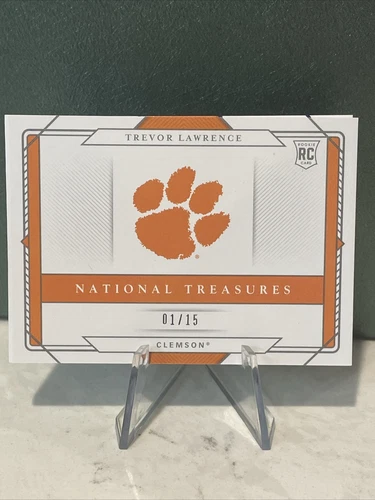 TREVOR LAWRENCE
ROOKIE
RC
CARD
®
NATIONAL TREASURES
01/15
CLEMSON®